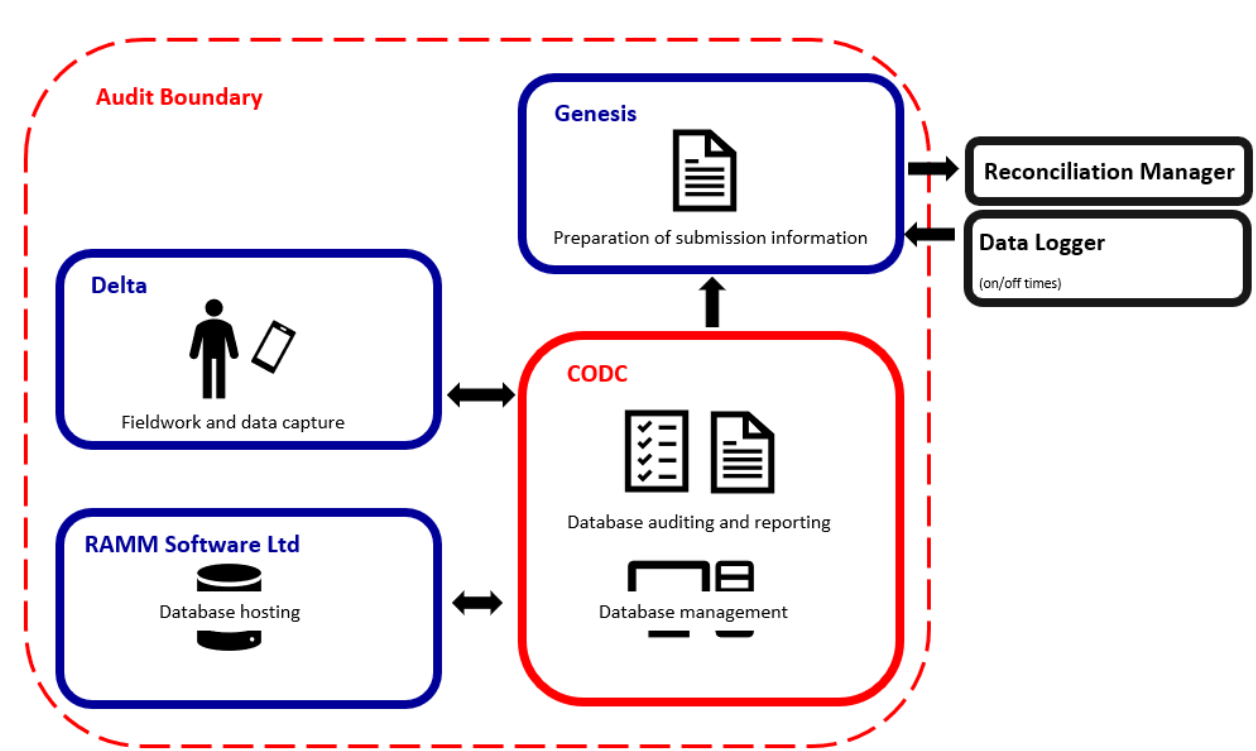 Audit Boundary
Genesis
Preparation of submission information
Reconciliation Manager
Data Logger
(on/off times)
Delta
Fieldwork and data capture
CODC
Database auditing and reporting
Database management
RAMM Software Ltd
Database hosting